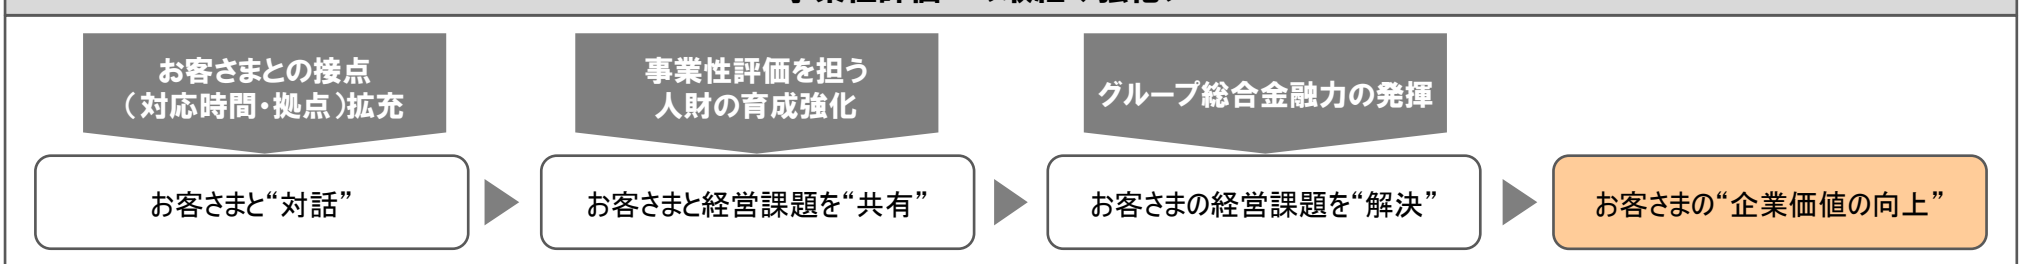 お客さまとの接点
（対応時間・拠点）拡充
事業性評価を担う
人財の育成強化
グループ総合金融力の発揮
お客さまと“対話”
お客さまと経営課題を“共有”
お客さまの経営課題を“解決”
お客さまの“企業価値の向上”